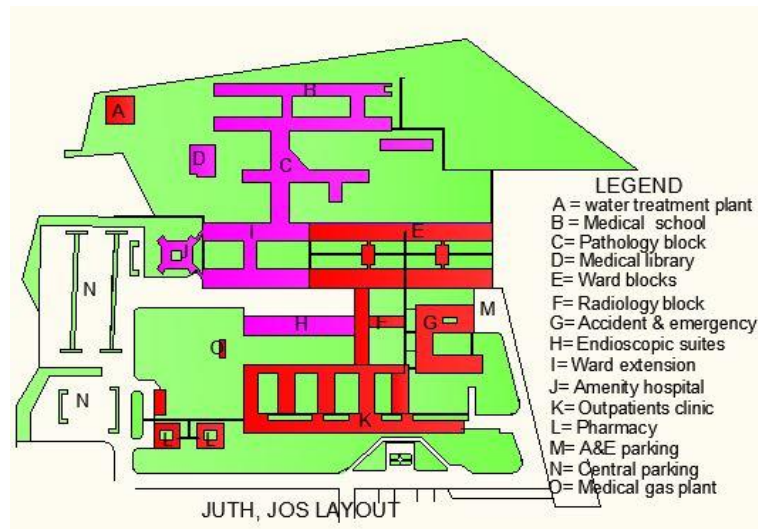 B
A
D
C
LEGEND
A = water treatment plant
B = Medical school
C= Pathology block
D= Medical library
E= Ward blocks
F= Radiology block
G= Accident & emergency
H= Endioscopic suites
I= Ward extension
J= Amenity hospital
K= Outpatients clinic
L= Pharmacy
M= A&E parking
N= Central parking
O= Medical gas plant
I
E
J
N
M
H
F
G
O
N
K
L
L
JUTH, JOS LAYOUT